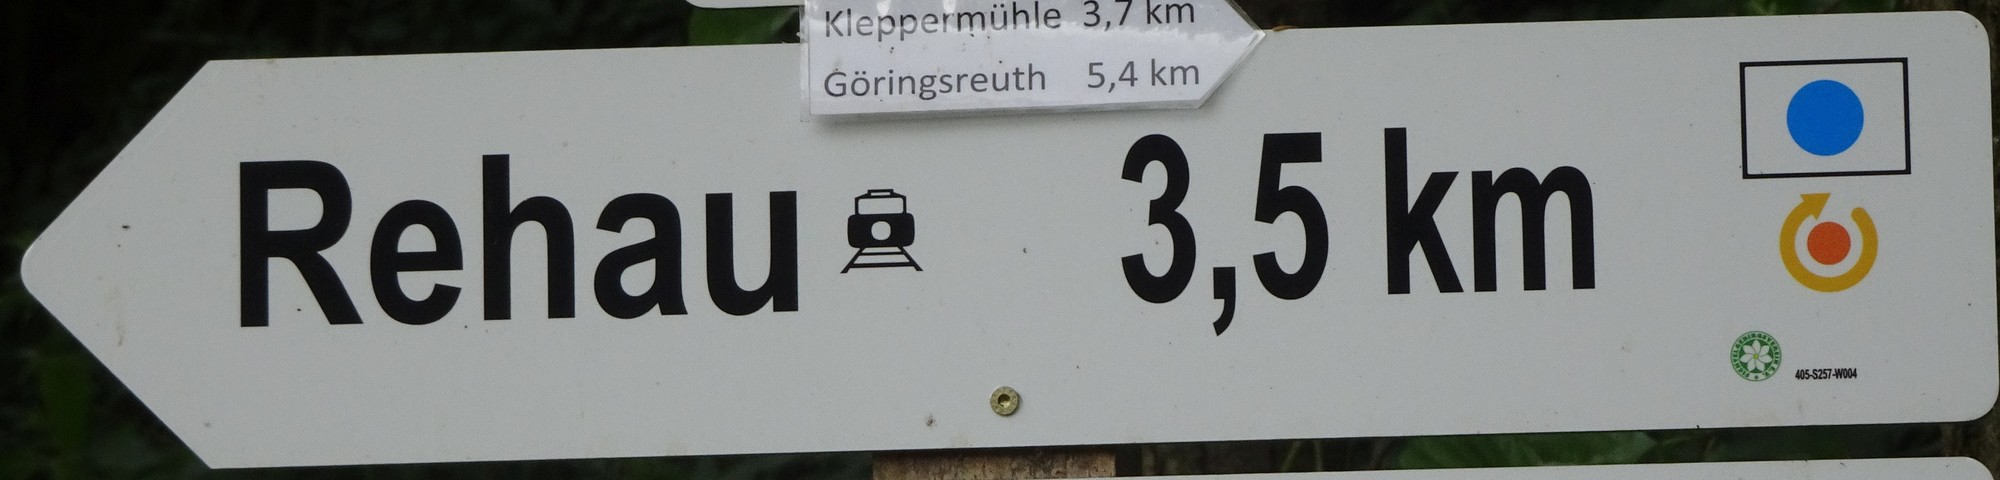 Kleppermühle 3,7 km
Göringsreuth 5,4 km
Rehau 3,5 km
405-S257-W004